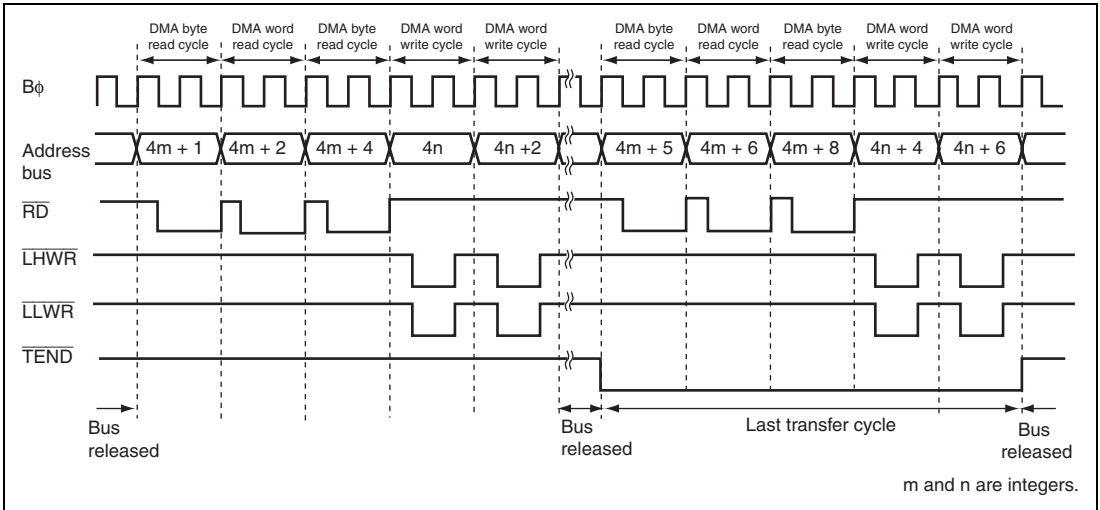 DMA byte read cycle DMA word read cycle DMA byte read cycle DMA word write cycle DMA word write cycle DMA byte read cycle DMA word read cycle DMA byte read cycle DMA word write cycle DMA word write cycle
Bφ
Address bus 4m + 1 4m + 2 4m + 4 4n 4n +2 4m + 5 4m + 6 4m + 8 4n + 4 4n + 6
RD
LHWR
LLWR
TEND
Bus released Bus released Last transfer cycle Bus released
m and n are integers.